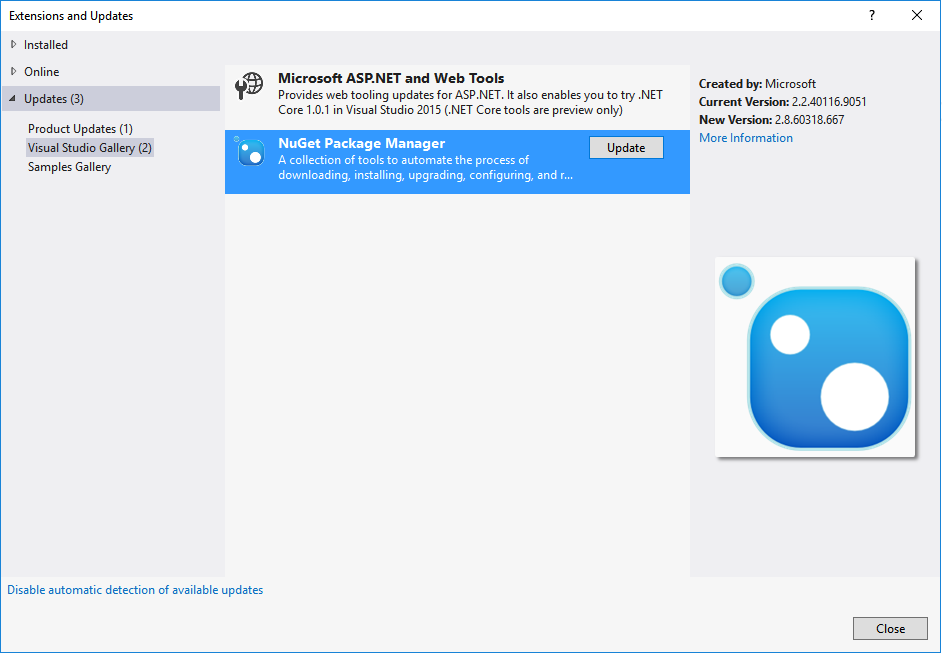 Extensions and Updates
?
Installed
Online
Updates (3)
Product Updates (1)
Visual Studio Gallery (2)
Samples Gallery
Microsoft ASP.NET and Web Tools
Provides web tooling updates for ASP.NET. It also enables you to try .NET
Core 1.0.1 in Visual Studio 2015 (.NET Core tools are preview only)
NuGet Package Manager
Update
A collection of tools to automate the process of
downloading, installing, upgrading, configuring, and r...
Created by: Microsoft
Current Version: 2.2.40116.9051
New Version: 2.8.60318.667
More Information
Disable automatic detection of available updates
Close